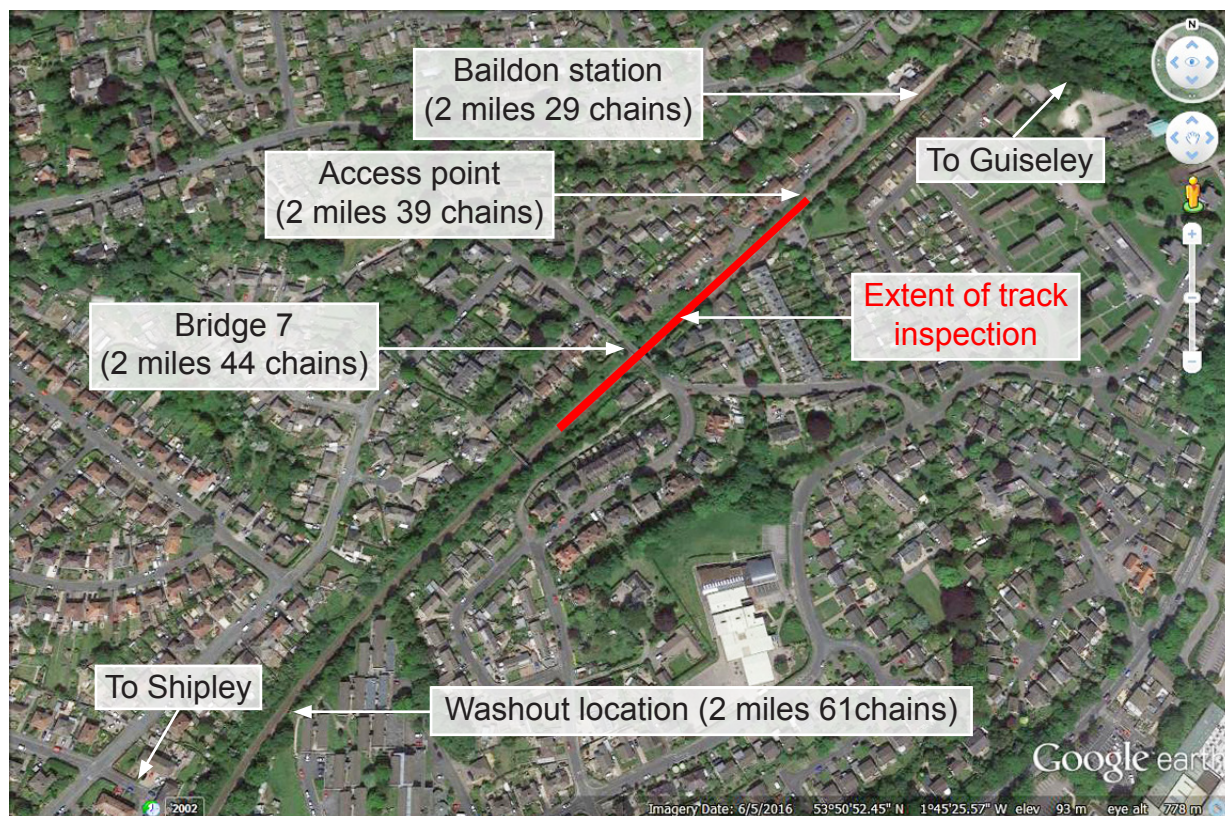 N
Baildon station
(2 miles 29 chains)
To Guiseley
Access point
(2 miles 39 chains)
Extent of track
inspection
Bridge 7
(2 miles 44 chains)
To Shipley
Washout location (2 miles 61chains)
Google earth
2002
Imagery Date: 6/5/2016 53°50'52.45" N 1°45'25.57" W elev 93 m eye alt 778 m